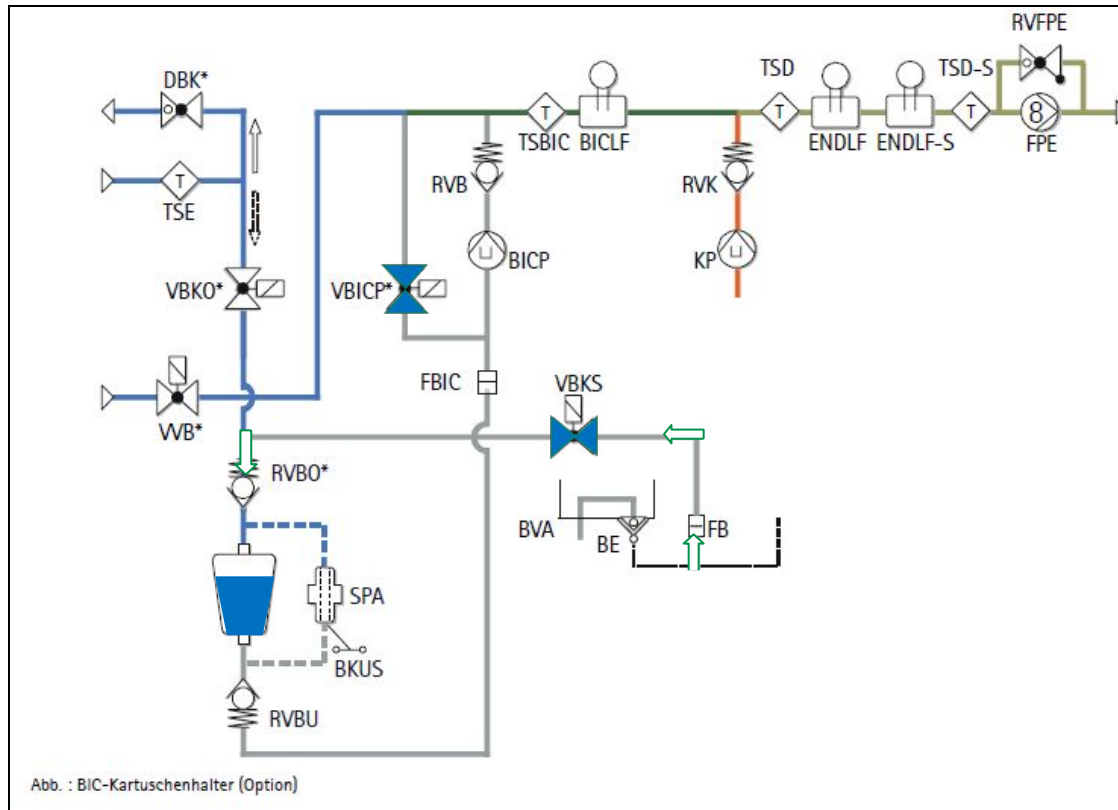 RVFPE
DBK*
TSD
TSD-S
T
T
T
8
TSBIC
BICLF
ENDLF
ENDLF-S
FPE
T
RVB
RVK
TSE
BICP
KP
VBKO*
VBICP*
FBIC
VBKS
VVB*
RVBO*
BVA
BE
FB
SPA
BKUS
RVBU
Abb. : BIC-Kartuschenhalter (Option)